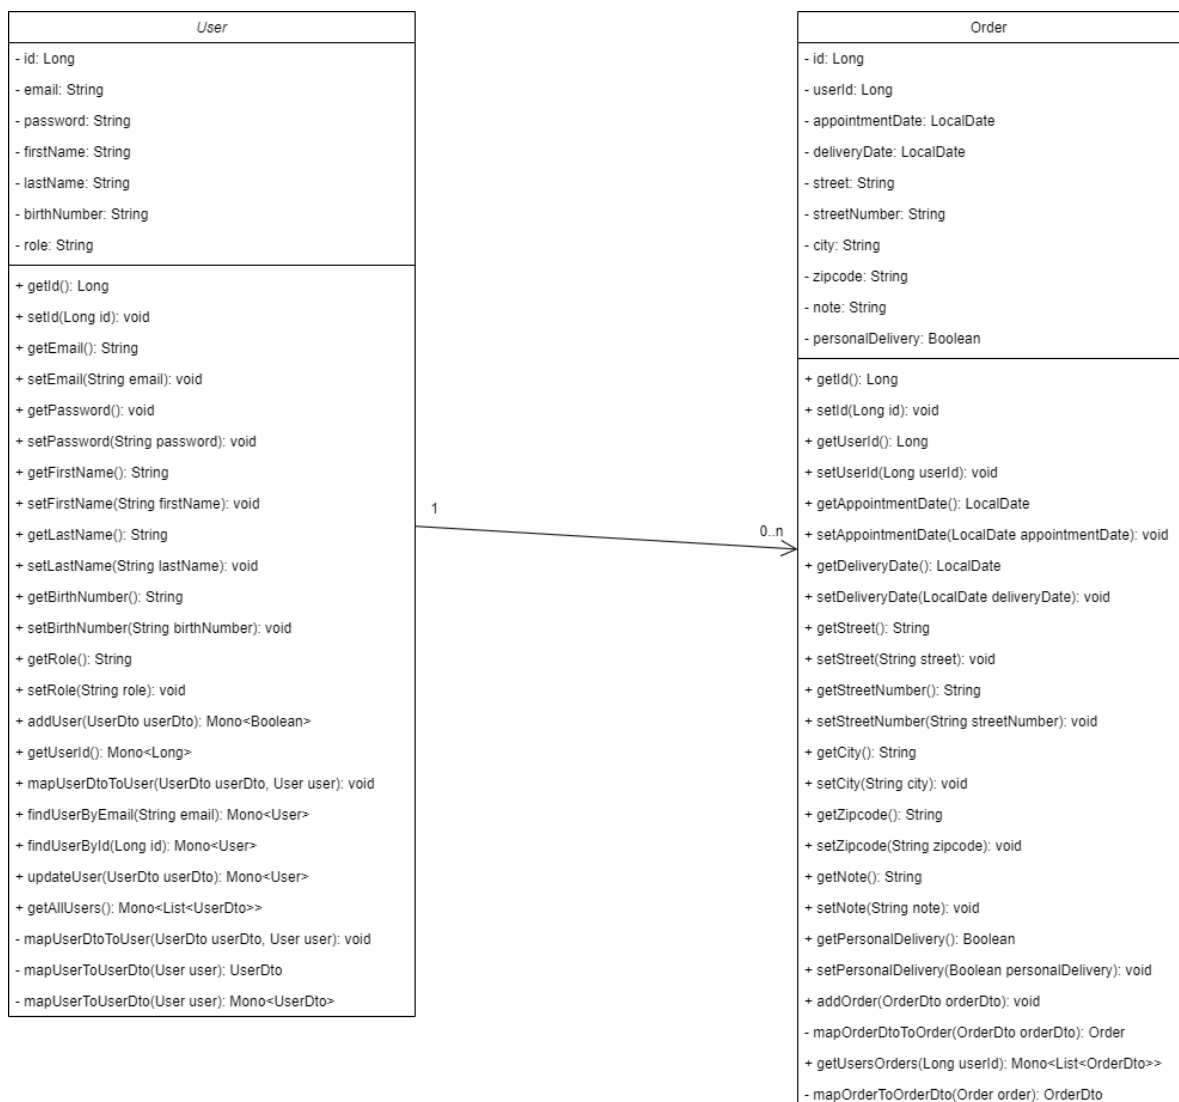 User
- id: Long
- email: String
- password: String
- firstName: String
- lastName: String
- birthNumber: String
- role: String
+ getId(): Long
+ setId(Long id): void
+ getEmail(): String
+ setEmail(String email): void
+ getPassword(): void
+ setPassword(String password): void
+ getFirstName(): String
+ setFirstName(String firstName): void
+ getLastName(): String
+ setLastName(String lastName): void
+ getBirthNumber(): String
+ setBirthNumber(String birthNumber): void
+ getRole(): String
+ setRole(String role): void
+ addUser(UserDto userDto): Mono<Boolean>
+ getUserId(): Mono<Long>
+ mapUserDtoToUser(UserDto userDto, User user): void
+ findUserByEmail(String email): Mono<User>
+ findUserById(Long id): Mono<User>
+ updateUser(UserDto userDto): Mono<User>
+ getAllUsers(): Mono<List<UserDto>>
- mapUserDtoToUser(UserDto userDto, User user): void
- mapUserToUserDto(User user): UserDto
- mapUserToUserDto(User user): Mono<UserDto>
1
0..n
Order
- id: Long
- userId: Long
- appointmentDate: LocalDate
- deliveryDate: LocalDate
- street: String
- streetNumber: String
- city: String
- zipcode: String
- note: String
- personalDelivery: Boolean
+ getId(): Long
+ setId(Long id): void
+ getUserId(): Long
+ setUserId(Long userId): void
+ getAppointmentDate(): LocalDate
+ setAppointmentDate(LocalDate appointmentDate): void
+ getDeliveryDate(): LocalDate
+ setDeliveryDate(LocalDate deliveryDate): void
+ getStreet(): String
+ setStreet(String street): void
+ getStreetNumber(): String
+ setStreetNumber(String streetNumber): void
+ getCity(): String
+ setCity(String city): void
+ getZipcode(): String
+ setZipcode(String zipcode): void
+ getNote(): String
+ setNote(String note): void
+ getPersonalDelivery(): Boolean
+ setPersonalDelivery(Boolean personalDelivery): void
+ addOrder(OrderDto orderDto): void
- mapOrderDtoToOrder(OrderDto orderDto): Order
+ getUsersOrders(Long userId): Mono<List<OrderDto>>
- mapOrderToOrderDto(Order order): OrderDto